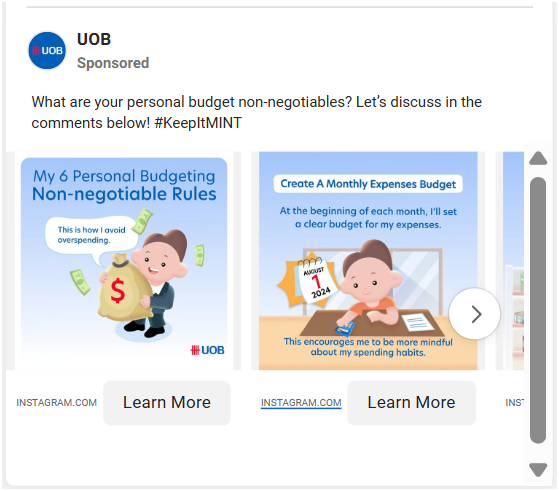 UOB
UOB
Sponsored
What are your personal budget non-negotiables? Let's discuss in the
comments below! #KeepItMINT
My 6 Personal Budgeting
Non-negotiable Rules
This is how I avoid
overspending.
$
UOB
Create A Monthly Expenses Budget
At the beginning of each month, I'll set
a clear budget for my expenses.
AUGUST
1
2024
This encourages me to be more mindful
about my spending habits.
INSTAGRAM.COM
Learn More
INSTAGRAM.COM
Learn More
INS